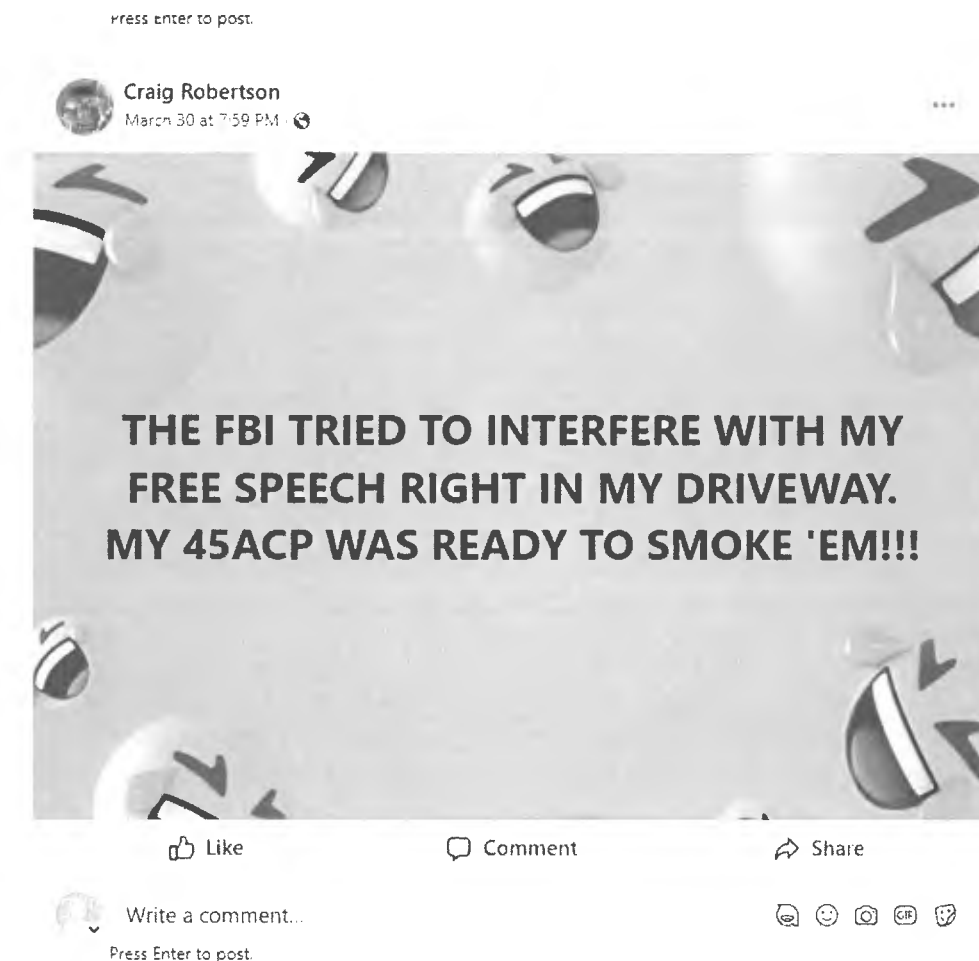 Press Enter to post.
Craig Robertson
March 30 at 7:59 PM ·
THE FBI TRIED TO INTERFERE WITH MY
FREE SPEECH RIGHT IN MY DRIVEWAY.
MY 45ACP WAS READY TO SMOKE 'EM!!!
Like Comment Share
Write a comment...
GIF
Press Enter to post.